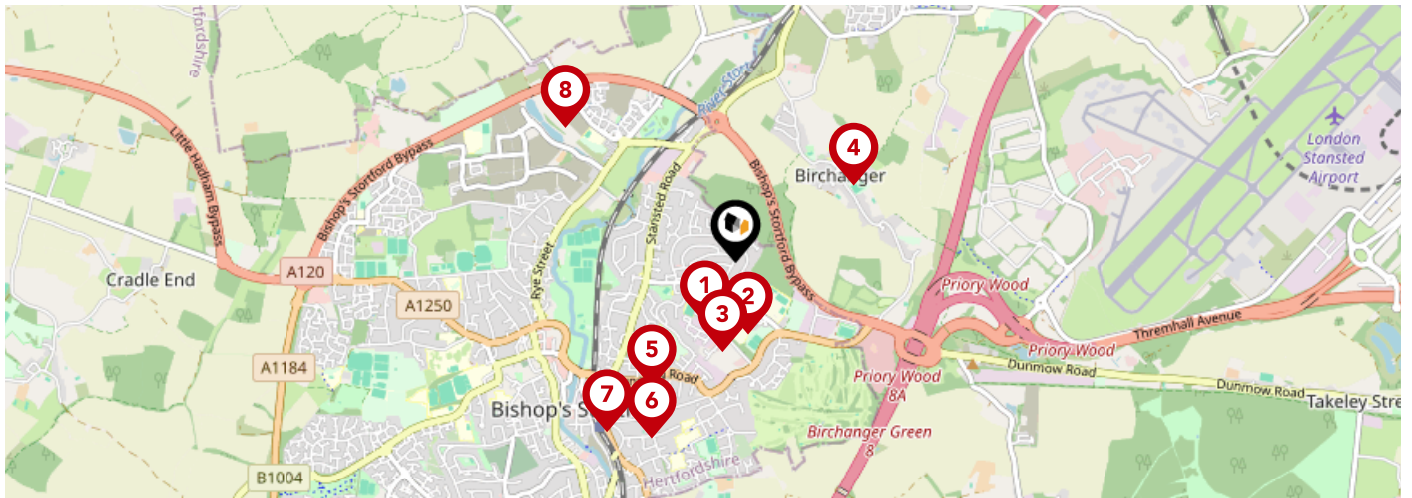 rtfordshire
River Stort
8
Little Hadham Bypass
Bishop's Stortford Bypass
4
Birchanger
London
Stansted
Airport
Stansted Road
Bishop's Stortford Bypass
Rye Street
Cradle End
A120
A1250
1
2
3
Priory Wood
Thremhall Avenue
Priory Wood
Dunmow Road
Dunmow Road
Takeley Stre
A1184
5
Road
Priory Wood
8A
7
6
Bishop's S
Birchanger Green
8
Hertfordshire
B1004